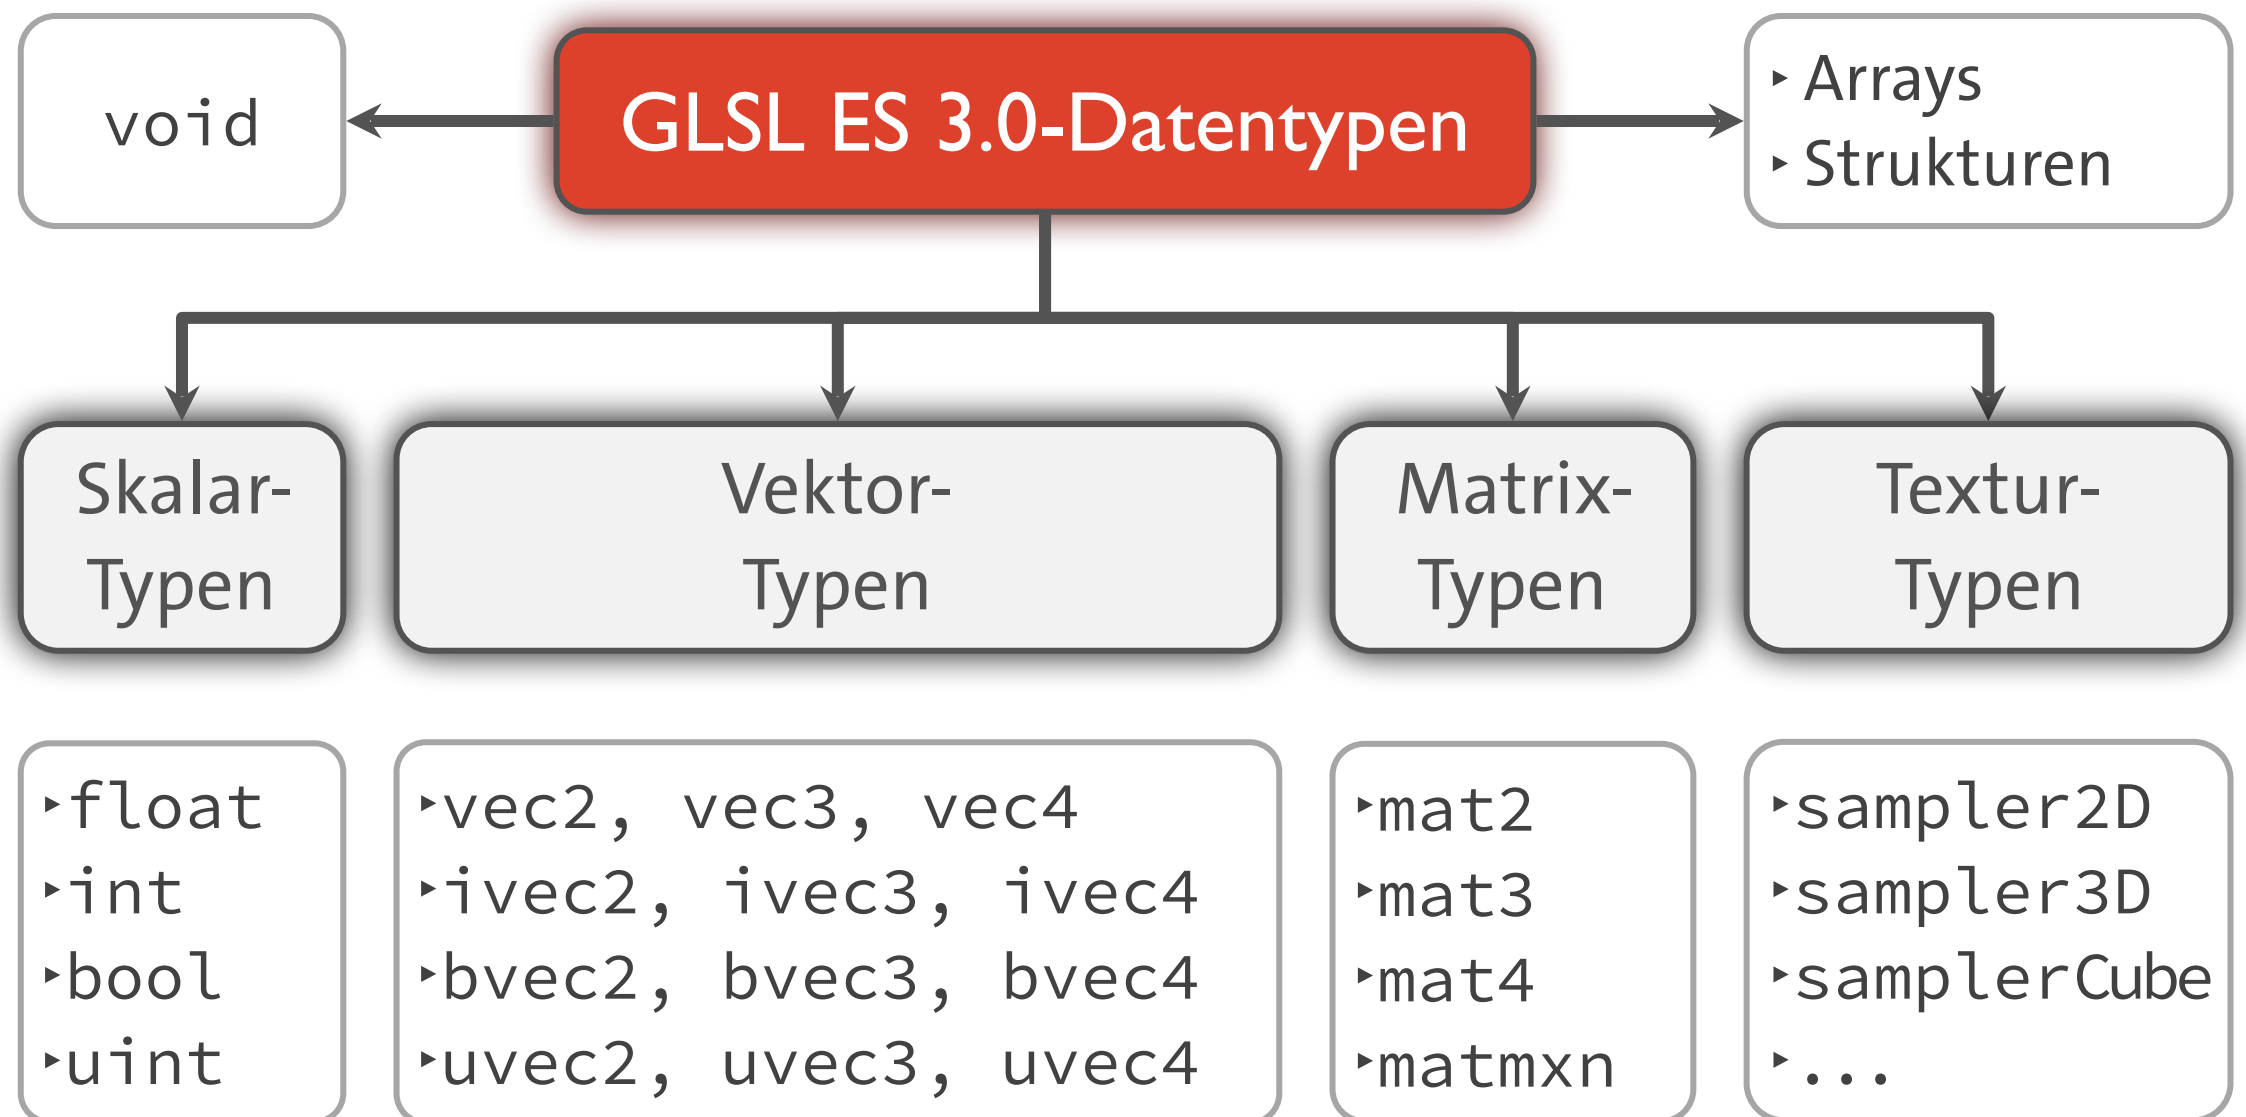 void
GLSL ES 3.0-Datentypen
‣ Arrays
‣ Strukturen
Skalar-
Typen
Vektor-
Typen
Matrix-
Typen
Textur-
Typen
‣float
‣int
‣bool
‣uint
‣vec2, vec3, vec4
‣ivec2, ivec3, ivec4
‣bvec2, bvec3, bvec4
‣uvec2, uvec3, uvec4
‣mat2
‣mat3
‣mat4
‣matmxn
‣sampler2D
‣sampler3D
‣samplerCube
‣...